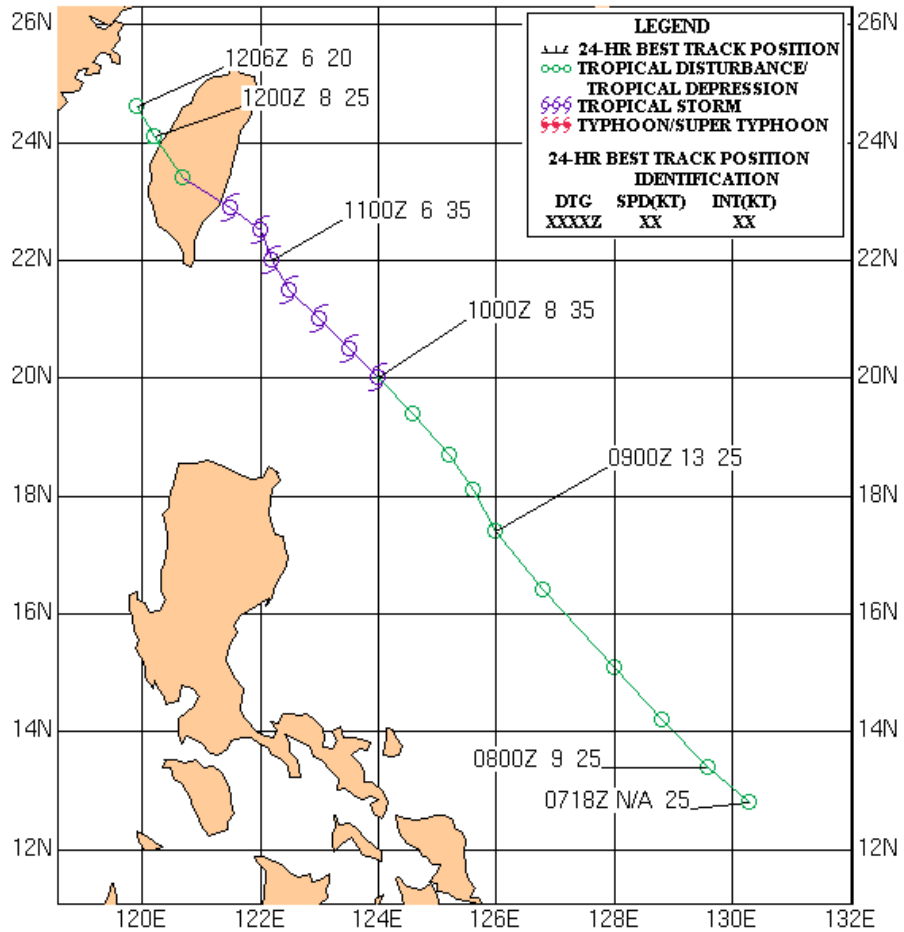 26N
26N
LEGEND
24-HR BEST TRACK POSITION
TROPICAL DISTURBANCE/
TROPICAL DEPRESSION
TROPICAL STORM
TYPHOON/SUPER TYPHOON
24-HR BEST TRACK POSITION
IDENTIFICATION
DTG SPD(KT) INT(KT)
XXXXZ XX XX
1206Z 6 20
1200Z 8 25
24N
24N
1100Z 6 35
22N
22N
1000Z 8 35
20N
20N
0900Z 13 25
18N
18N
16N
16N
14N
14N
0800Z 9 25
0718Z N/A 25
12N
12N
120E 122E 124E 126E 128E 130E 132E